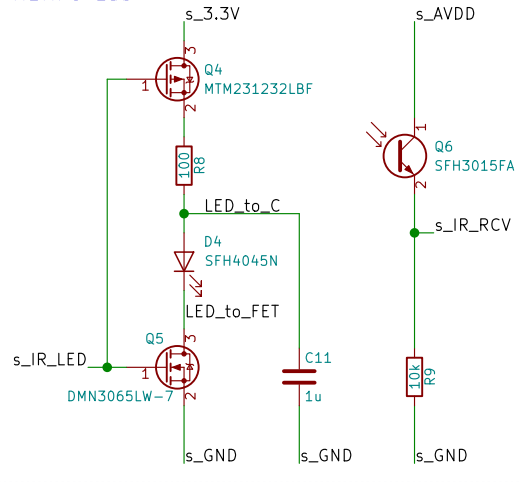 s_3.3V
s_AVDD
3
Q4
MTM231232LBF
1
2
1
Q6
SFH3015FA
2
100
R8
LED_to_C
s_IR_RCV
D4
SFH4045N
LED_to_FET
Q5
3
s_IR_LED
1
C11
DMN3065LW-7
2
1u
10k
R9
s_GND
s_GND
s_GND